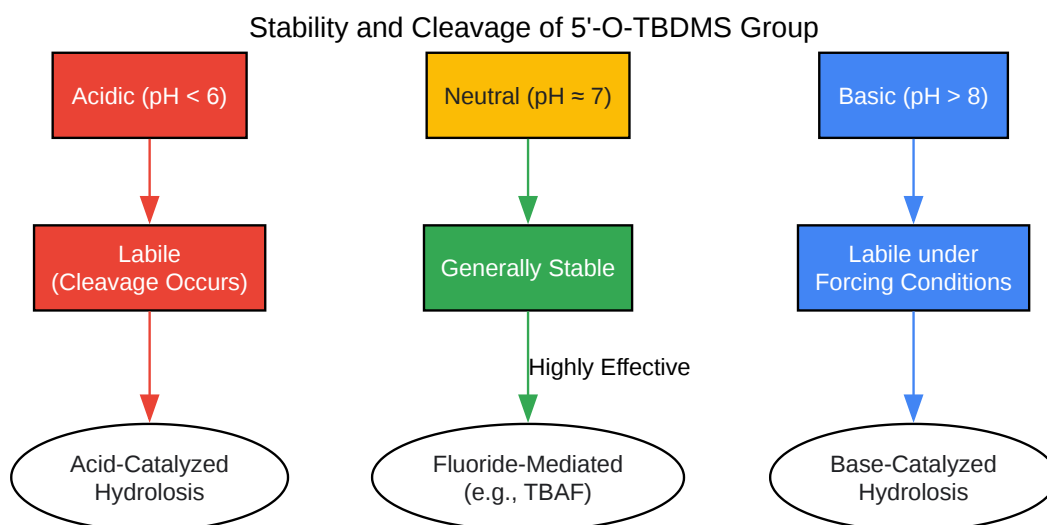 Stability and Cleavage of 5'-O-TBDMS Group
Acidic (pH < 6)
Neutral (pH ≈ 7)
Basic (pH > 8)
Labile
(Cleavage Occurs)
Generally Stable
Labile under
Forcing Conditions
Highly Effective
Acid-Catalyzed
Hydrolosis
Fluoride-Mediated
(e.g., TBAF)
Base-Catalyzed
Hydrolosis